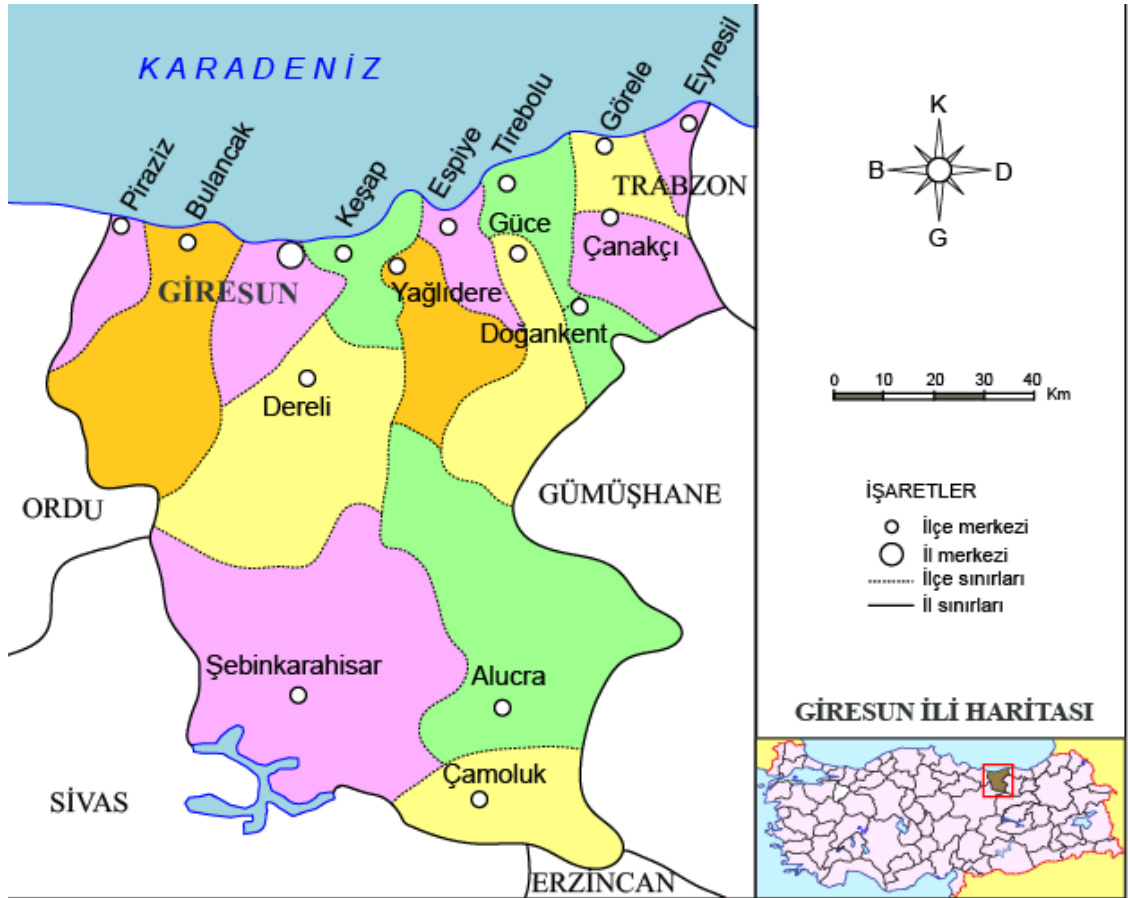 KARADENİZ
Piraziz
Bulancak
Keşap
Espiye
Tirebolu
Görele
Eynesil
TRABZON
Güce
Çanakçı
GİRESUN
Yağlıdere
Doğankent
Dereli
ORDU
GÜMÜŞHANE
Şebinkarahisar
Alucra
Çamoluk
SİVAS
ERZİNCAN
K
B
D
G
0 10 20 30 40
Km
İŞARETLER
İlçe merkezi
İl merkezi
İlçe sınırları
İl sınırları
GİRESUN İLİ HARİTASI